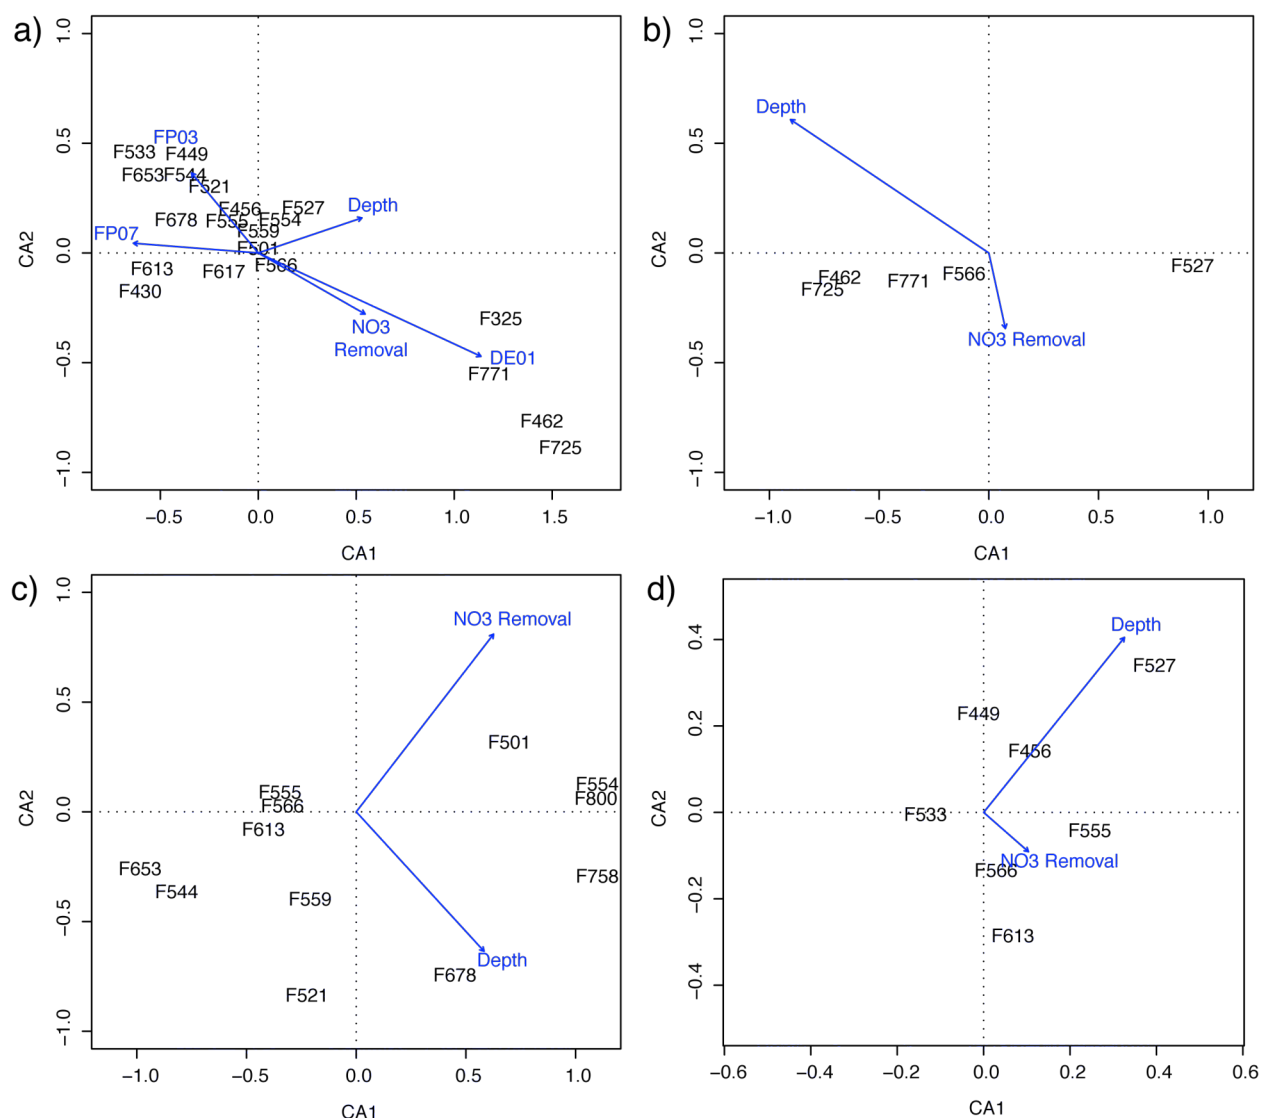 a)
1.0
0.5
0.0
−0.5
−1.0
CA2
FP03
F533
F449
F653
F544
F521
F456
F527
Depth
F678
F555
F554
F559
FP07
F501
F566
F613
F617
F430
F325
NO3
Removal
DE01
F771
F462
F725
−0.5
0.0
0.5
1.0
1.5
CA1
b)
1.0
0.5
0.0
−0.5
−1.0
CA2
Depth
F527
F566
F462
F771
F725
NO3 Removal
−1.0
−0.5
0.0
0.5
1.0
CA1
c)
1.0
0.5
0.0
−0.5
−1.0
CA2
NO3 Removal
F501
F554
F555
F800
F566
F613
F653
F758
F544
F559
Depth
F678
F521
−1.0
−0.5
0.0
0.5
1.0
CA1
d)
0.4
0.2
0.0
−0.2
−0.4
CA2
Depth
F527
F449
F456
F533
F555
NO3 Removal
F566
F613
−0.6
−0.4
−0.2
0.0
0.2
0.4
0.6
CA1